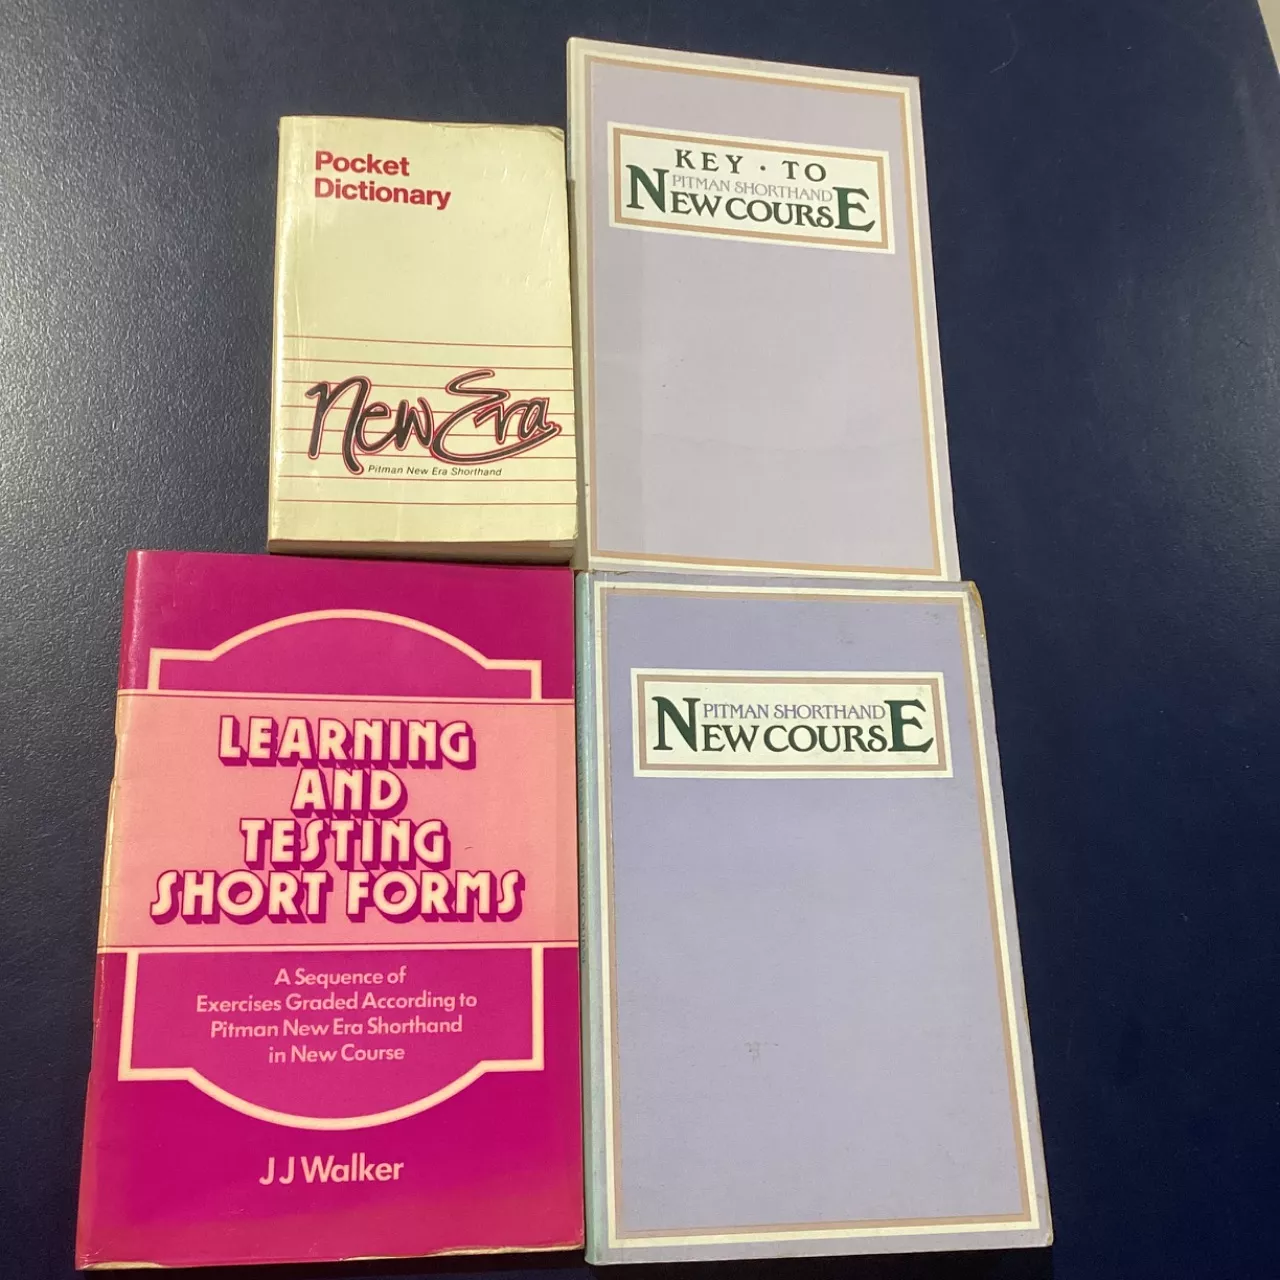 Pocket
Dictionary
New Era
Pitman New Era Shorthand
KEY · TO
PITMAN SHORTHAND
NEW COURSE
LEARNING
AND
TESTING
SHORT FORMS
A Sequence of
Exercises Graded According to
Pitman New Era Shorthand
in New Course
J J Walker
PITMAN SHORTHAND
NEW COURSE